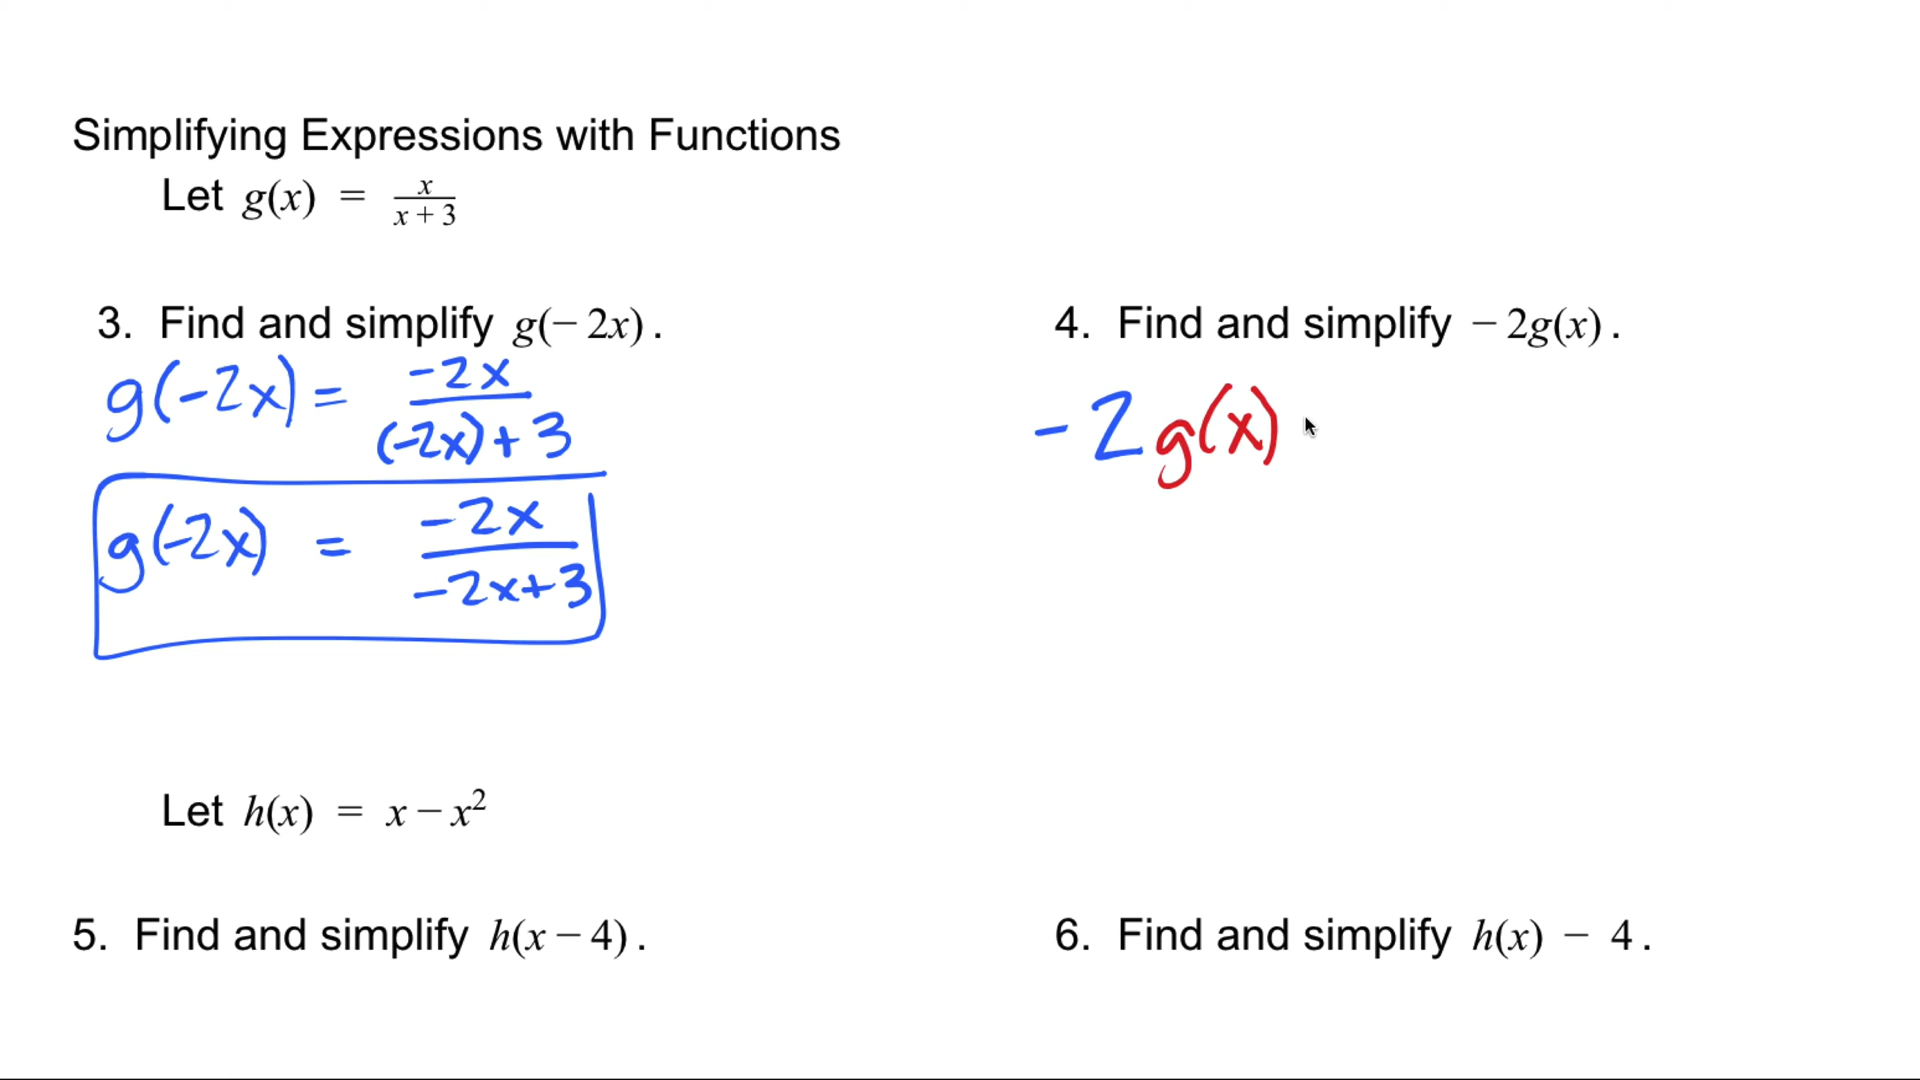 Simplifying Expressions with Functions
Let g(x) = x/(x + 3)
3. Find and simplify g(− 2x) .
g(-2x) = -2x/((-2x)+3)
g(-2x) = -2x/(-2x+3)
4. Find and simplify − 2g(x) .
-2g(x)
Let h(x) = x − x²
5. Find and simplify h(x − 4) .
6. Find and simplify h(x) − 4 .